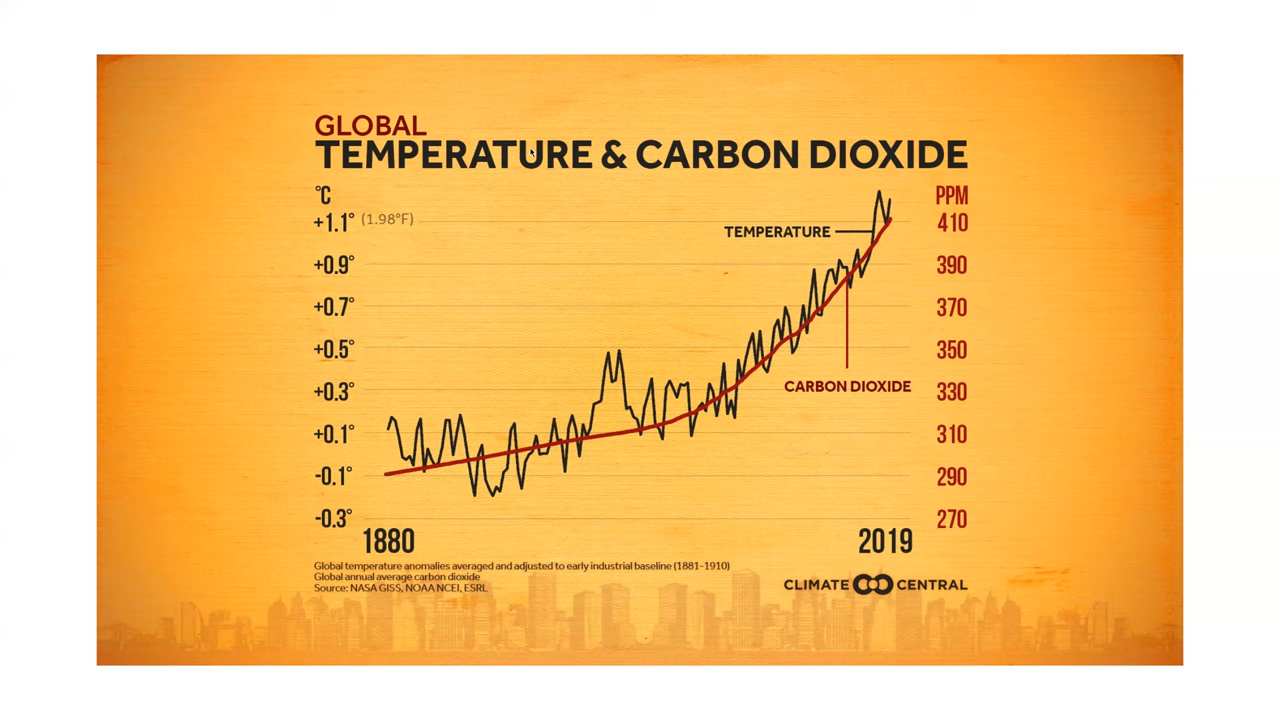 GLOBAL
TEMPERATURE & CARBON DIOXIDE
°C PPM
+1.1° (1.98°F) 410
TEMPERATURE
+0.9° 390
+0.7° 370
+0.5° 350
CARBON DIOXIDE
+0.3° 330
+0.1° 310
-0.1° 290
-0.3° 270
1880 2019
Global temperature anomalies averaged and adjusted to early industrial baseline (1881-1910)
Global annual average carbon dioxide
Source: NASA GISS, NOAA NCEI, ESRL
CLIMATE CENTRAL